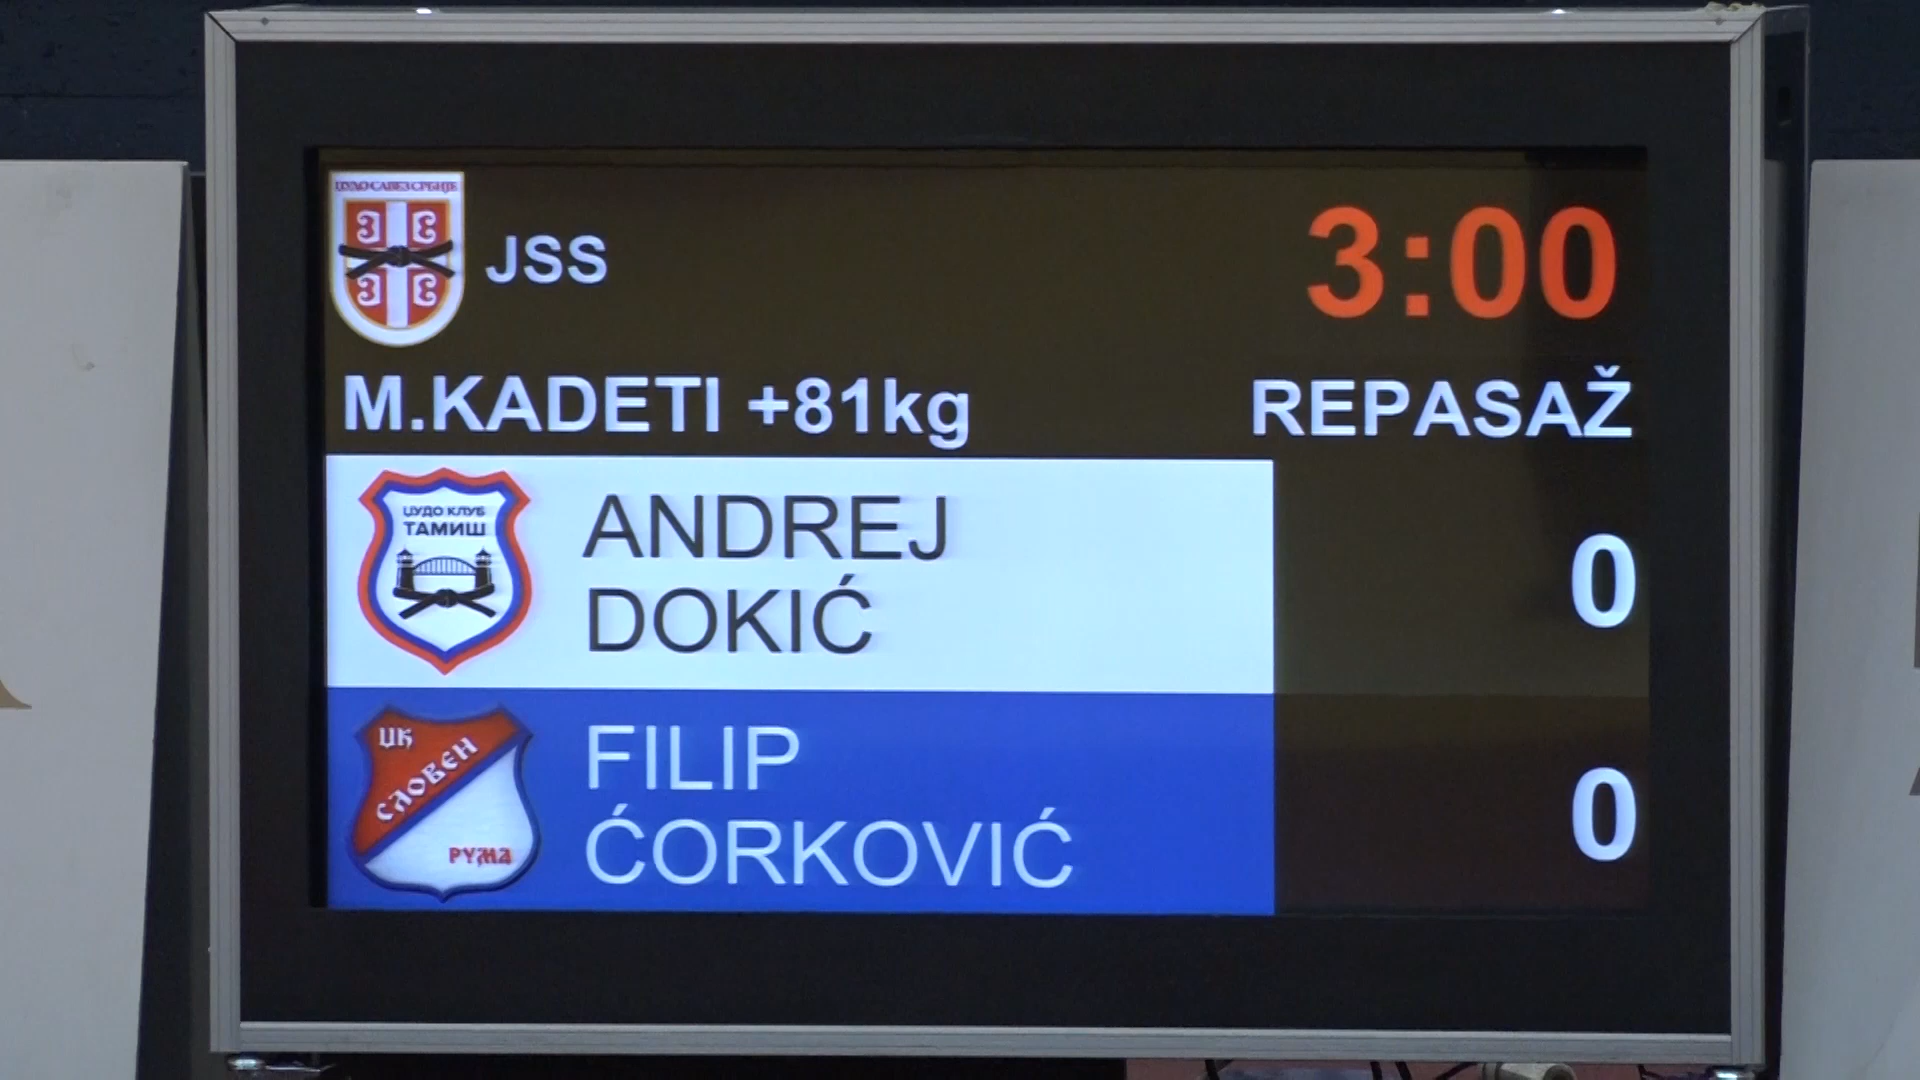 ЏУДО САВЕЗ СРБИЈЕ
JSS
3:00
M.KADETI +81kg
REPASAŽ
ЏУДО КЛУБ
ТАМИШ
ANDREJ
DOKIĆ
0
ЏК
СЛОВЕН
РУМА
FILIP
ĆORKOVIĆ
0